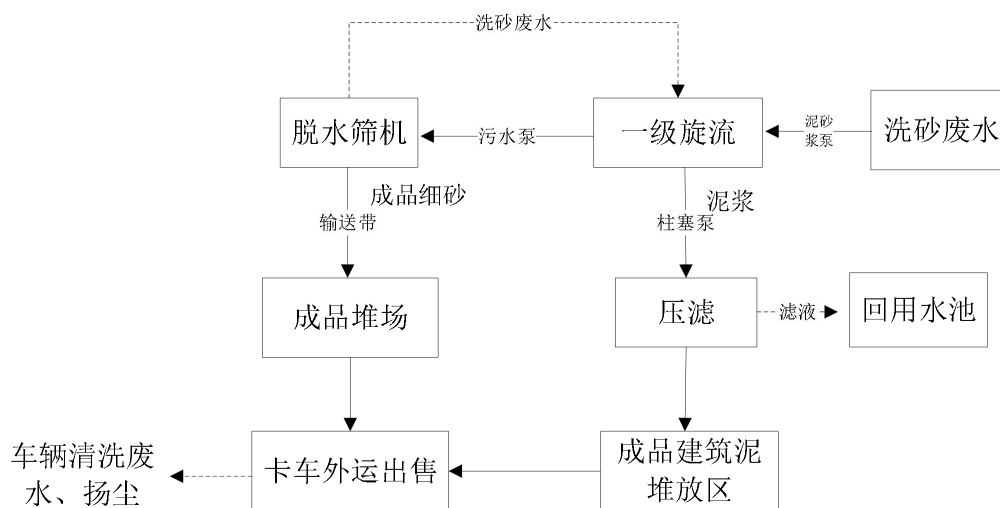 洗砂废水
脱水筛机
污水泵
一级旋流
泥砂
浆泵
洗砂废水
成品细砂
输送带
泥浆
柱塞泵
成品堆场
压滤
滤液
回用水池
车辆清洗废
水、扬尘
卡车外运出售
成品建筑泥
堆放区